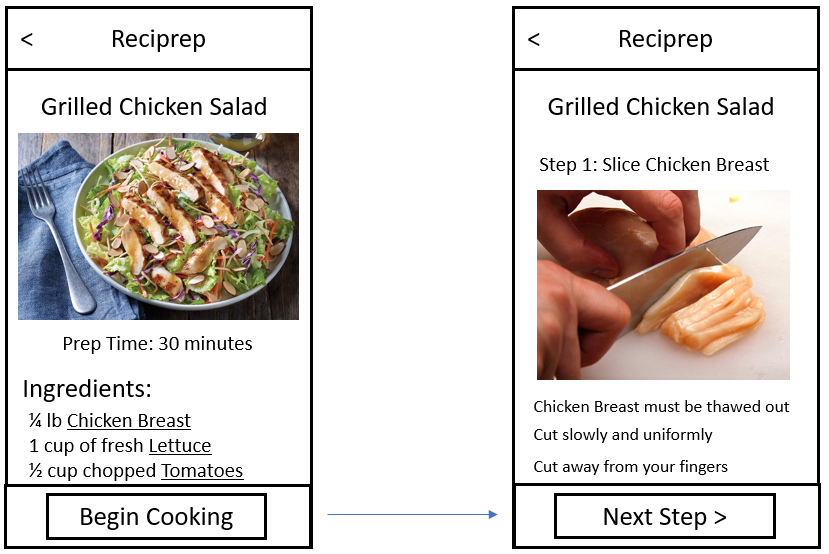 < Reciprep
Grilled Chicken Salad
Prep Time: 30 minutes
Ingredients:
¼ lb Chicken Breast
1 cup of fresh Lettuce
½ cup chopped Tomatoes
Begin Cooking
< Reciprep
Grilled Chicken Salad
Step 1: Slice Chicken Breast
Chicken Breast must be thawed out
Cut slowly and uniformly
Cut away from your fingers
Next Step >